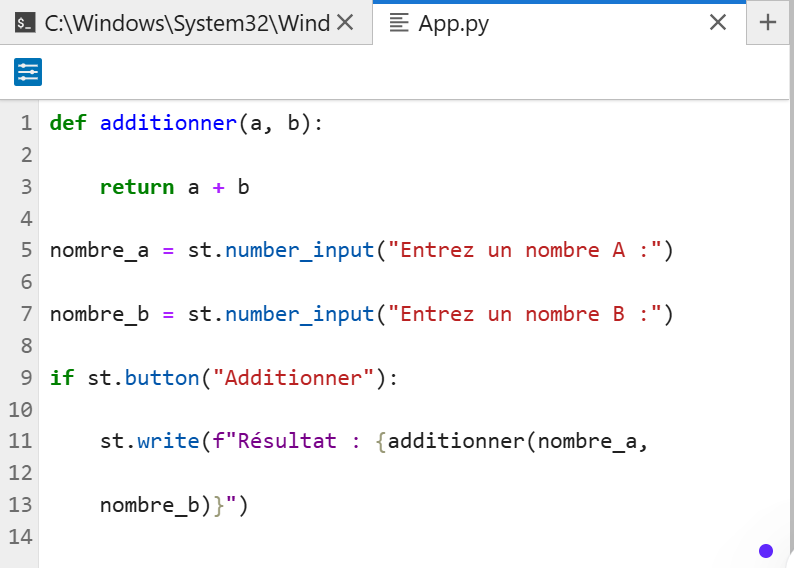 C:\Windows\System32\Wind
App.py
1 def additionner(a, b):
2
3     return a + b
4
5 nombre_a = st.number_input("Entrez un nombre A :")
6
7 nombre_b = st.number_input("Entrez un nombre B :")
8
9 if st.button("Additionner"):
10
11     st.write(f"Résultat : {additionner(nombre_a,
12
13     nombre_b)}")
14